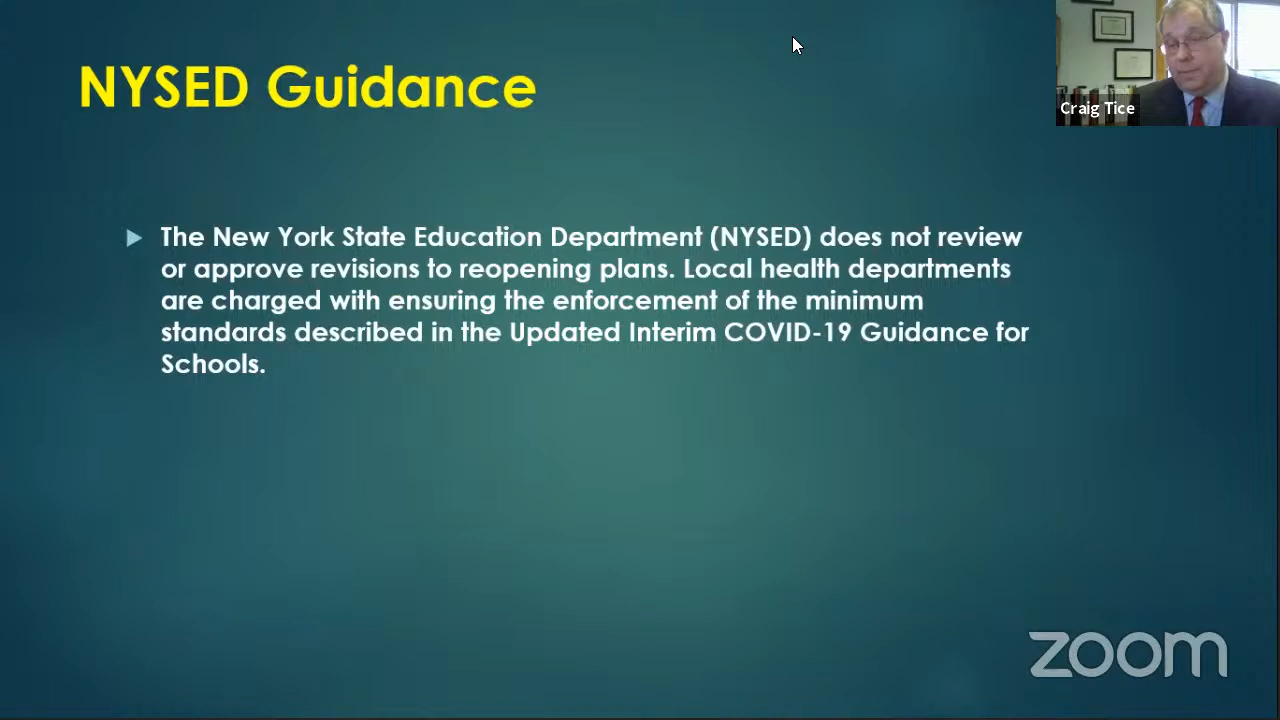 NYSED Guidance
Craig Tice
The New York State Education Department (NYSED) does not review
or approve revisions to reopening plans. Local health departments
are charged with ensuring the enforcement of the minimum
standards described in the Updated Interim COVID-19 Guidance for
Schools.
zoom